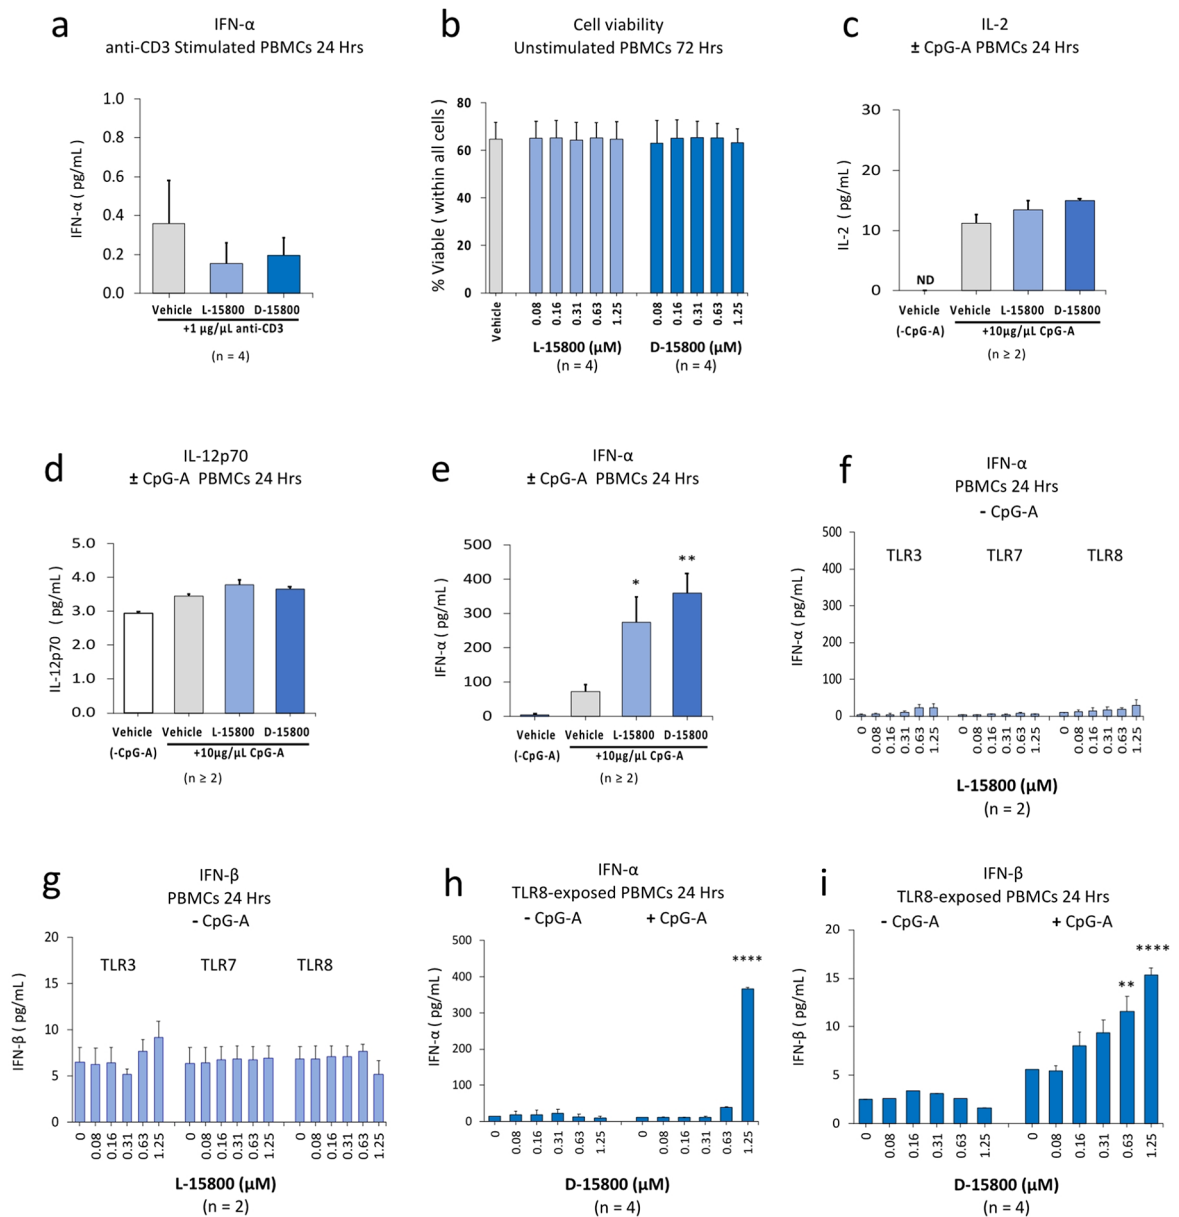 a
IFN-α
anti-CD3 Stimulated PBMCs 24 Hrs
IFN-α ( pg/mL )
1.0
0.8
0.6
0.4
0.2
0.0
Vehicle L-15800 D-15800
+1 µg/µL anti-CD3
(n = 4)
b
Cell viability
Unstimulated PBMCs 72 Hrs
% Viable ( within all cells )
80
60
40
20
0
Vehicle
0.08 0.16 0.31 0.63 1.25
0.08 0.16 0.31 0.63 1.25
L-15800 (µM) D-15800 (µM)
(n = 4) (n = 4)
c
IL-2
± CpG-A PBMCs 24 Hrs
IL-2 ( pg/mL )
30
20
10
0
ND
Vehicle Vehicle L-15800 D-15800
(-CpG-A) +10µg/µL CpG-A
(n ≥ 2)
d
IL-12p70
± CpG-A PBMCs 24 Hrs
IL-12p70 ( pg/mL )
5.0
4.0
3.0
2.0
1.0
0.0
Vehicle Vehicle L-15800 D-15800
(-CpG-A) +10µg/µL CpG-A
(n ≥ 2)
e
IFN-α
± CpG-A PBMCs 24 Hrs
IFN-α ( pg/mL )
500
400
300
200
100
0
* **
Vehicle Vehicle L-15800 D-15800
(-CpG-A) +10µg/µL CpG-A
(n ≥ 2)
f
IFN-α
PBMCs 24 Hrs
- CpG-A
IFN-α ( pg/mL )
500
400
300
200
100
0
TLR3 TLR7 TLR8
0 0.08 0.16 0.31 0.63 1.25
0 0.08 0.16 0.31 0.63 1.25
0 0.08 0.16 0.31 0.63 1.25
L-15800 (µM)
(n = 2)
g
IFN-β
PBMCs 24 Hrs
- CpG-A
IFN-β ( pg/mL )
20
15
10
5
0
TLR3 TLR7 TLR8
0 0.08 0.16 0.31 0.63 1.25
0 0.08 0.16 0.31 0.63 1.25
0 0.08 0.16 0.31 0.63 1.25
L-15800 (µM)
(n = 2)
h
IFN-α
TLR8-exposed PBMCs 24 Hrs
- CpG-A + CpG-A
IFN-α ( pg/mL )
500
400
300
200
100
0
****
0 0.08 0.16 0.31 0.63 1.25
0 0.08 0.16 0.31 0.63 1.25
D-15800 (µM)
(n = 4)
i
IFN-β
TLR8-exposed PBMCs 24 Hrs
- CpG-A + CpG-A
IFN-β ( pg/mL )
20
15
10
5
0
** ****
0 0.08 0.16 0.31 0.63 1.25
0 0.08 0.16 0.31 0.63 1.25
D-15800 (µM)
(n = 4)